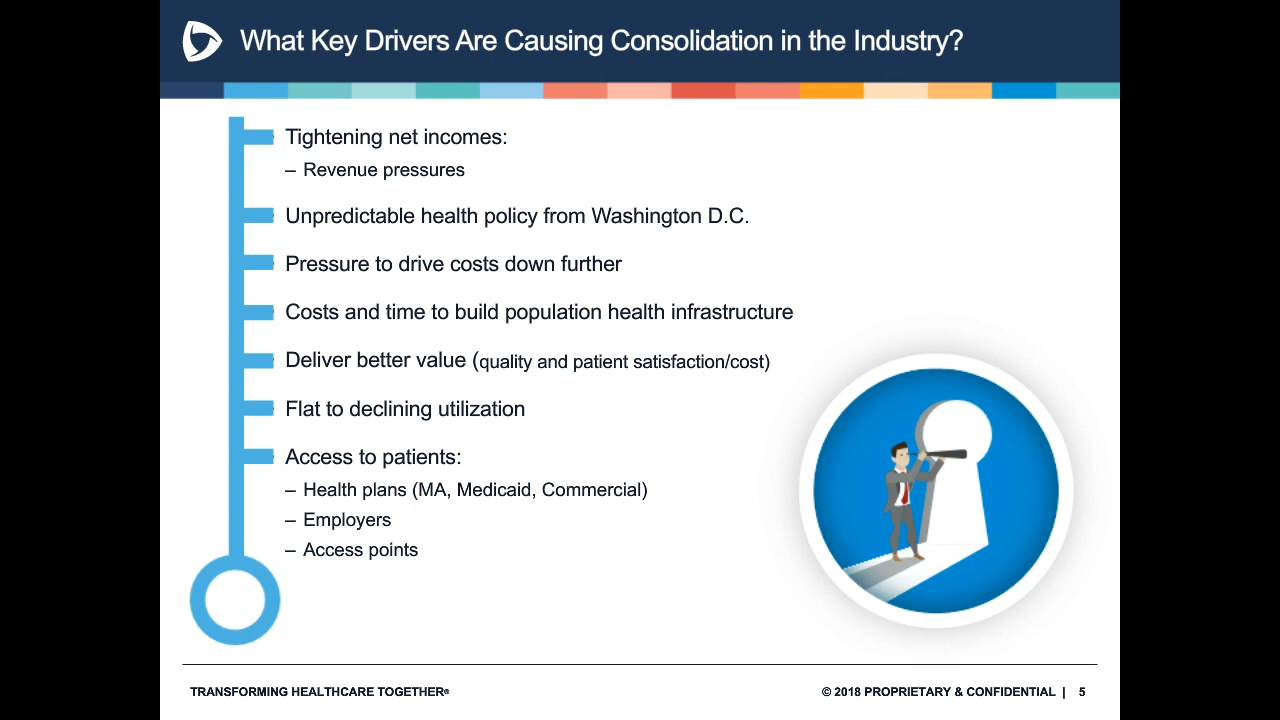 What Key Drivers Are Causing Consolidation in the Industry?
Tightening net incomes:
– Revenue pressures
Unpredictable health policy from Washington D.C.
Pressure to drive costs down further
Costs and time to build population health infrastructure
Deliver better value (quality and patient satisfaction/cost)
Flat to declining utilization
Access to patients:
– Health plans (MA, Medicaid, Commercial)
– Employers
– Access points
TRANSFORMING HEALTHCARE TOGETHER®
© 2018 PROPRIETARY & CONFIDENTIAL | 5